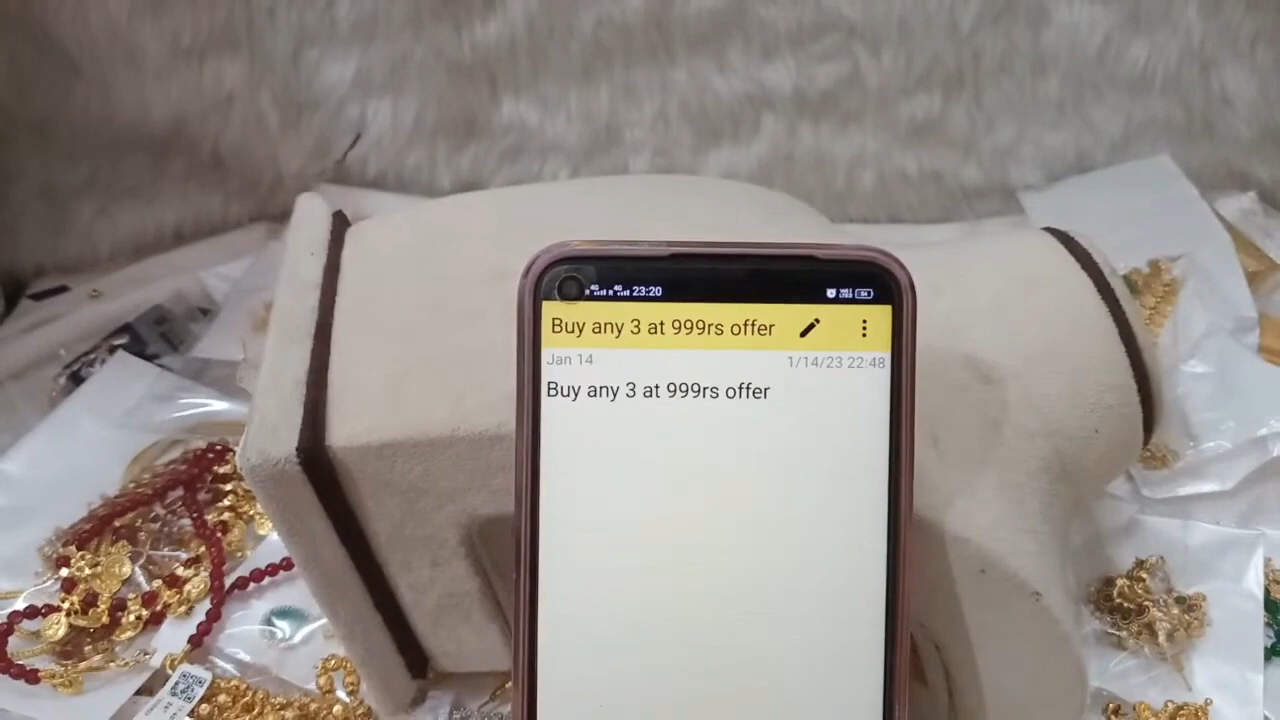 23:20
Buy any 3 at 999rs offer
Jan 14
1/14/23 22:48
Buy any 3 at 999rs offer